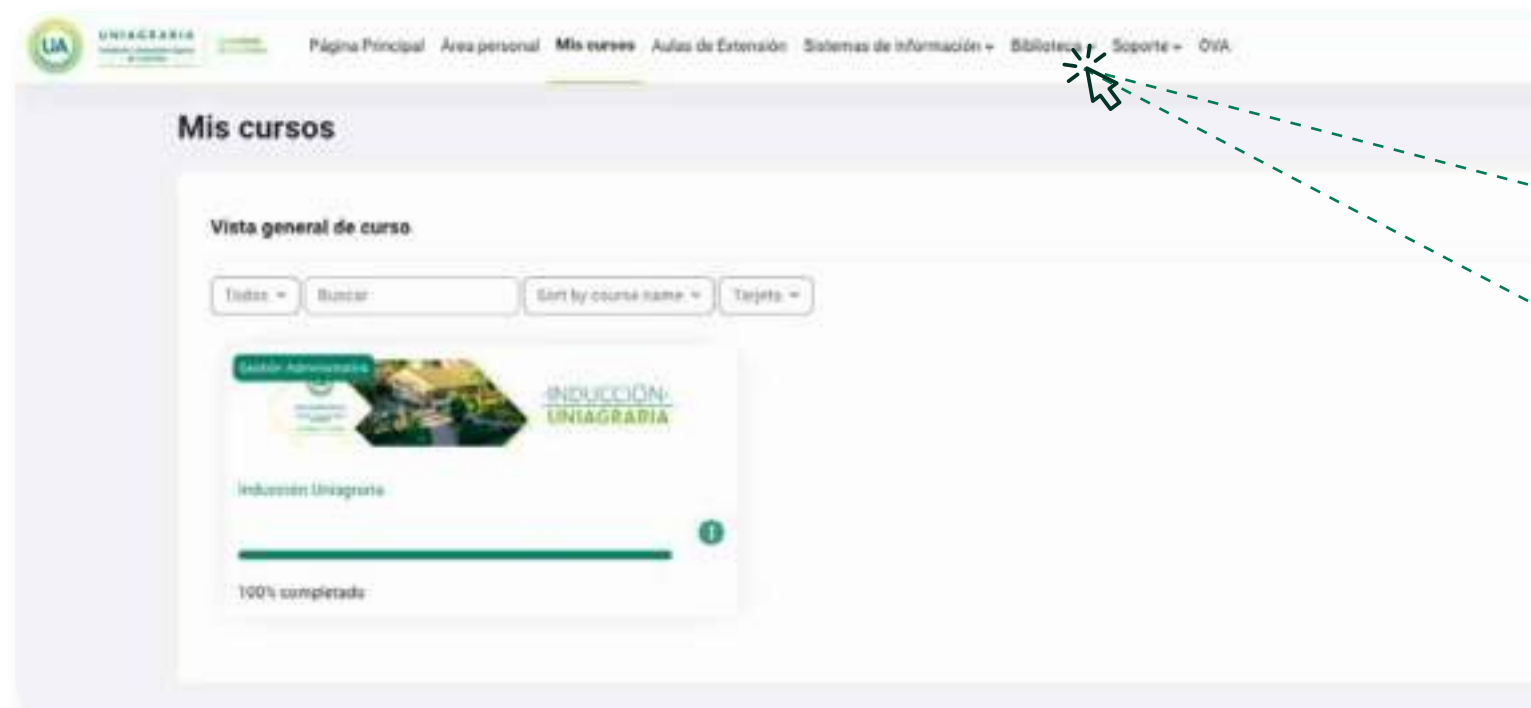 UA
UNIAGRARIA
Página Principal Área personal Mis cursos Aulas de Extensión Sistemas de información Biblioteca Soporte OVA
Mis cursos
Vista general de curso
Todos Buscar Sort by course name Tarjeta
Gestión Administrativa
INDUCCIÓN
UNIAGRARIA
Inducción Uniagraria
100% completado